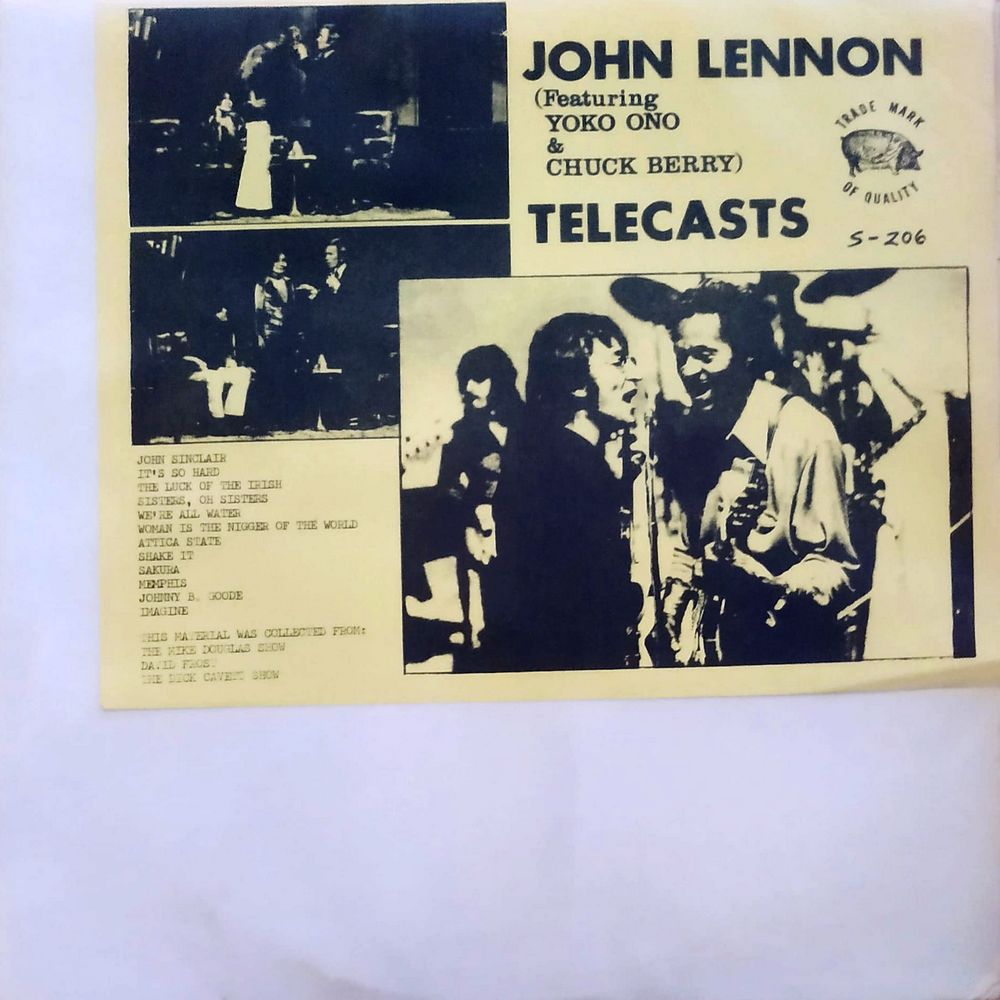 JOHN LENNON
(Featuring
YOKO ONO
&
CHUCK BERRY)
TELECASTS
TRADE MARK
OF QUALITY
S-206
JOHN SINCLAIR
IT'S SO HARD
THE LUCK OF THE IRISH
SISTERS, OH SISTERS
WE'RE ALL WATER
WOMAN IS THE NIGGER OF THE WORLD
ATTICA STATE
SHAKE IT
SAKURA
MEMPHIS
JOHNNY B. GOODE
IMAGINE
THIS MATERIAL WAS COLLECTED FROM:
THE MIKE DOUGLAS SHOW
DAVID FROST
THE DICK CAVETT SHOW